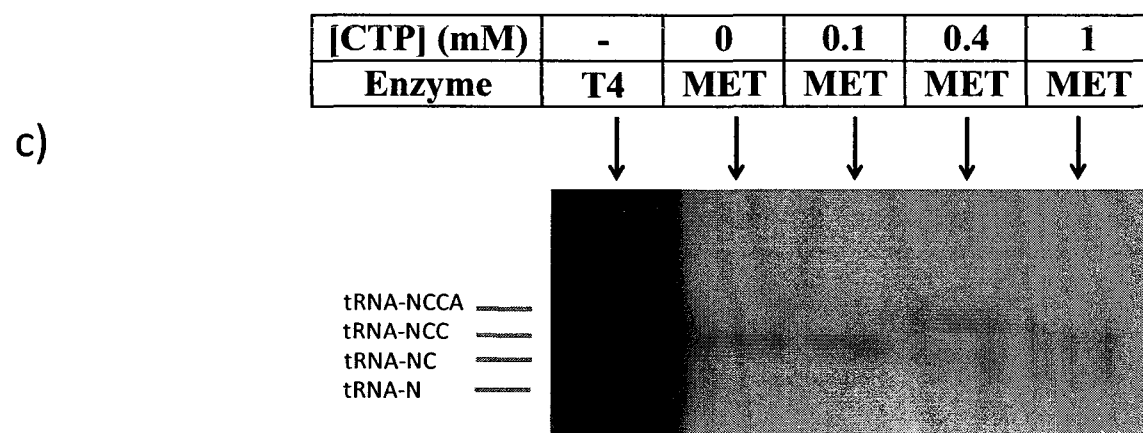 [CTP] (mM) - 0 0.1 0.4 1
Enzyme T4 MET MET MET MET
c)
tRNA-NCCA
tRNA-NCC
tRNA-NC
tRNA-N